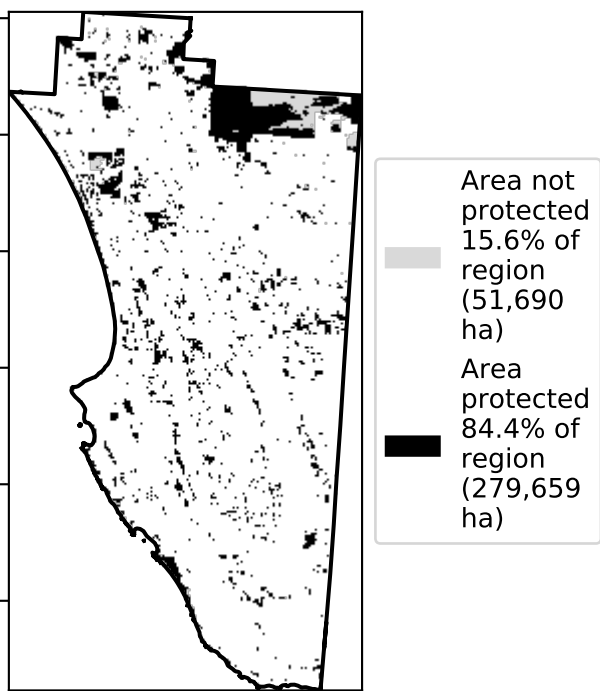 Area not
protected
15.6% of
region
(51,690
ha)
Area
protected
84.4% of
region
(279,659
ha)